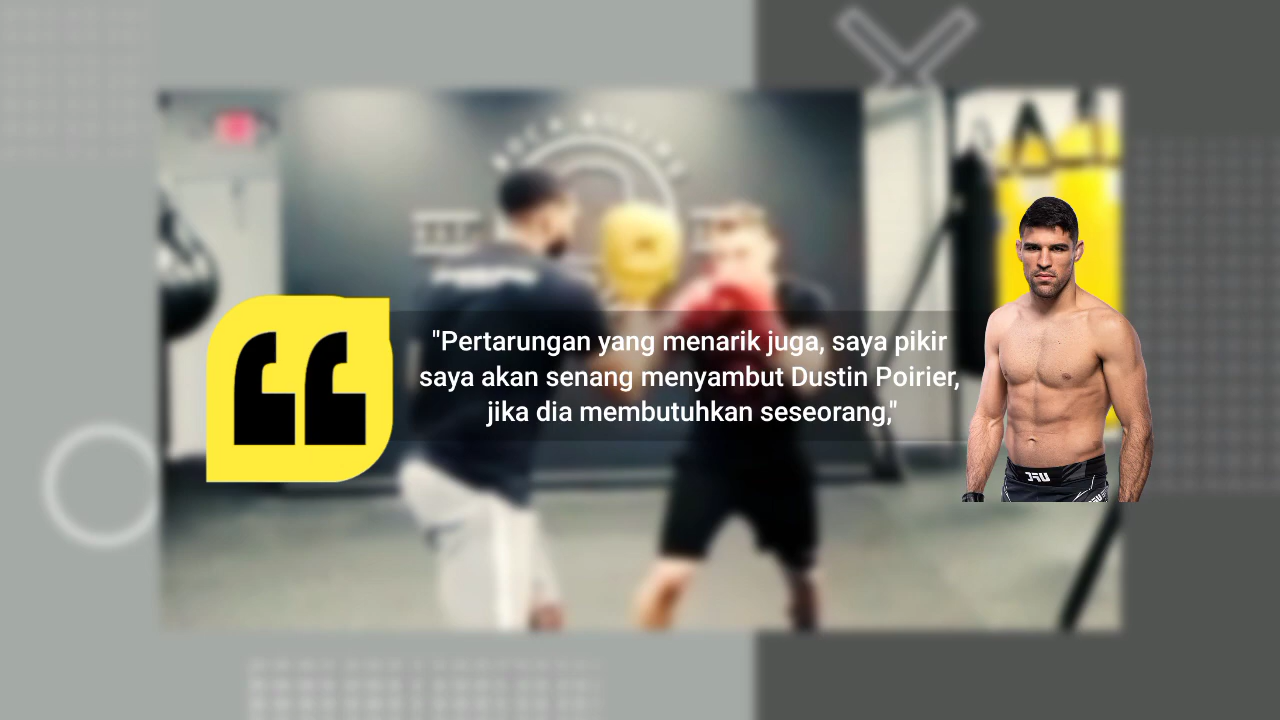 "Pertarungan yang menarik juga, saya pikir
saya akan senang menyambut Dustin Poirier,
jika dia membutuhkan seseorang,"